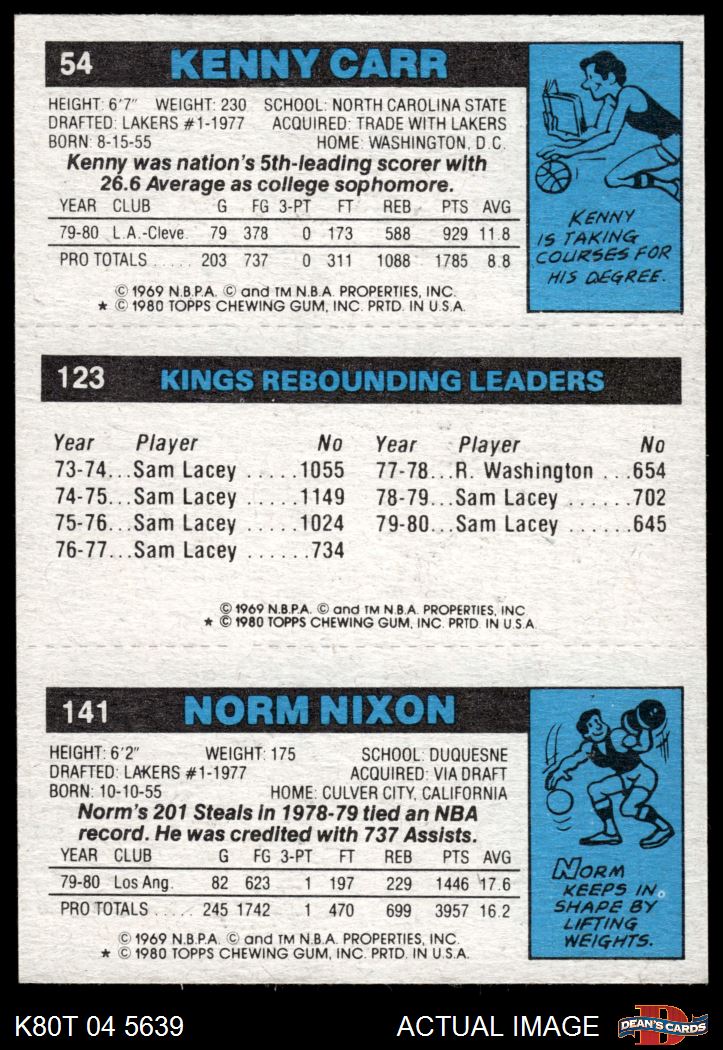 54 KENNY CARR
HEIGHT: 6'7" WEIGHT: 230 SCHOOL: NORTH CAROLINA STATE
DRAFTED: LAKERS #1-1977 ACQUIRED: TRADE WITH LAKERS
BORN: 8-15-55 HOME: WASHINGTON, D.C.
Kenny was nation's 5th-leading scorer with
26.6 Average as college sophomore.
YEAR CLUB G FG 3-PT FT REB PTS AVG
79-80 L.A.-Cleve. 79 378 0 173 588 929 11.8
PRO TOTALS ..... 203 737 0 311 1088 1785 8.8
© 1969 N.B.P.A. © and TM N.B.A. PROPERTIES, INC.
* © 1980 TOPPS CHEWING GUM, INC. PRTD. IN U.S.A.
KENNY
IS TAKING
COURSES FOR
HIS DEGREE.
123 KINGS REBOUNDING LEADERS
Year Player No Year Player No
73-74...Sam Lacey .....1055 77-78...R. Washington ...654
74-75...Sam Lacey .....1149 78-79...Sam Lacey ......702
75-76...Sam Lacey .....1024 79-80...Sam Lacey ......645
76-77...Sam Lacey ......734
© 1969 N.B.P.A. © and TM N.B.A. PROPERTIES, INC
* © 1980 TOPPS CHEWING GUM, INC. PRTD. IN U.S.A.
141 NORM NIXON
HEIGHT: 6'2" WEIGHT: 175 SCHOOL: DUQUESNE
DRAFTED: LAKERS #1-1977 ACQUIRED: VIA DRAFT
BORN: 10-10-55 HOME: CULVER CITY, CALIFORNIA
Norm's 201 Steals in 1978-79 tied an NBA
record. He was credited with 737 Assists.
YEAR CLUB G FG 3-PT FT REB PTS AVG
79-80 Los Ang. 82 623 1 197 229 1446 17.6
PRO TOTALS ..... 245 1742 1 470 699 3957 16.2
© 1969 N.B.P.A. © and TM N.B.A. PROPERTIES, INC.
* © 1980 TOPPS CHEWING GUM, INC. PRTD. IN U.S.A.
NORM
KEEPS IN
SHAPE BY
LIFTING
WEIGHTS.
K80T 04 5639 ACTUAL IMAGE D DEAN'S CARDS